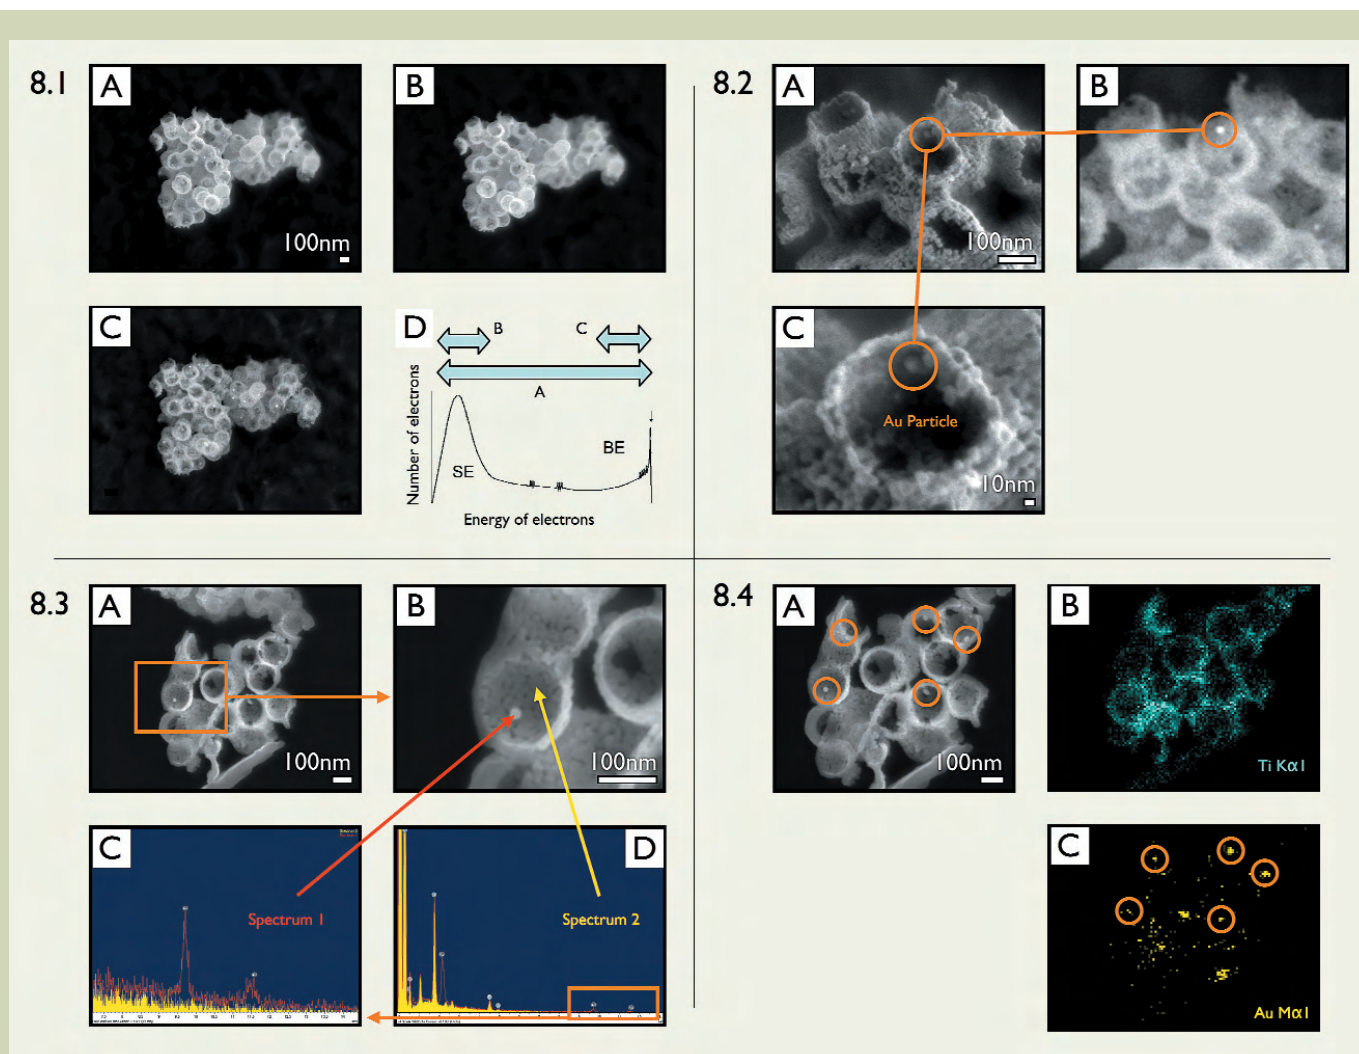 8.1
A
100nm
B
C
D
B
C
A
Number of electrons
SE
BE
Energy of electrons
8.2
A
100nm
B
C
Au Particle
10nm
8.3
A
100nm
B
100nm
C
Spectrum 1
D
Spectrum 2
8.4
A
100nm
B
Ti Kα1
C
Au Mα1